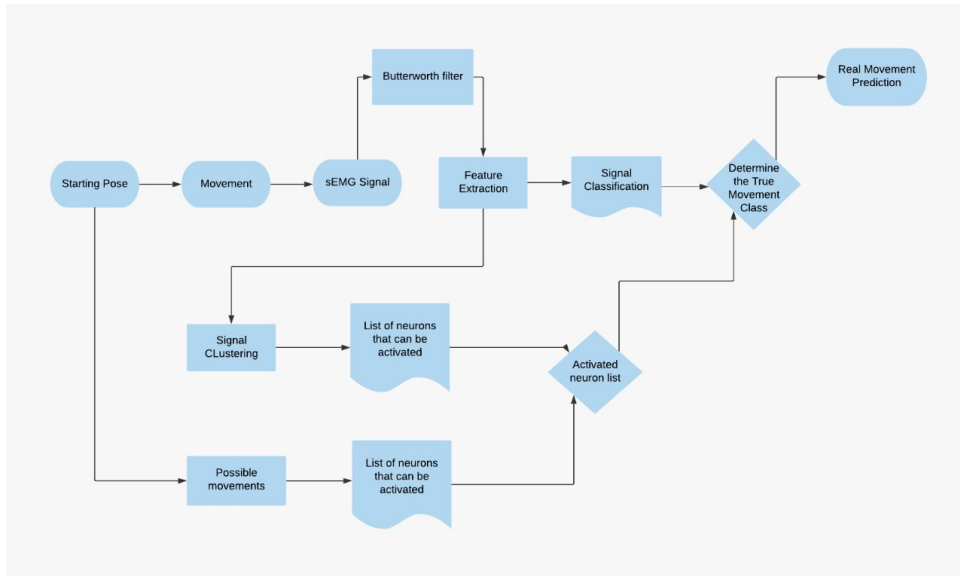 Butterworth filter
Real Movement
Prediction
Starting Pose
Movement
sEMG Signal
Feature
Extraction
Signal
Classification
Determine
the True
Movement
Class
Signal
CLustering
List of neurons
that can be
activated
Activated
neuron list
Possible
movements
List of neurons
that can be
activated